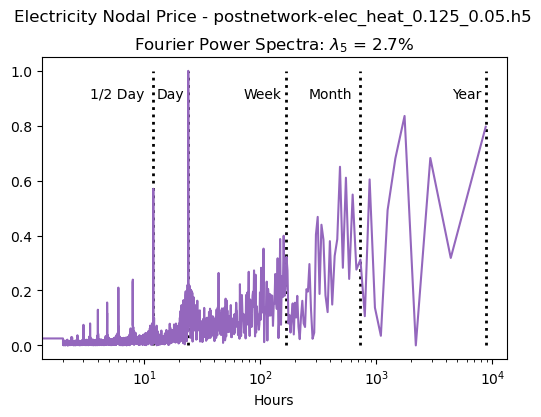 Electricity Nodal Price - postnetwork-elec_heat_0.125_0.05.h5
Fourier Power Spectra: λ₅ = 2.7%
1/2 Day Day Week Month Year
1.0
0.8
0.6
0.4
0.2
0.0
10¹ 10² 10³ 10⁴
Hours